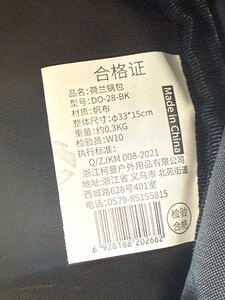 合格证
品名:荷兰锅包
型号:DO-28-BK
材质:帆布
整体尺寸:φ33*15cm
重量:约0.3KG
检验员:W10
执行标准:
Q/ZJKM 008-2021
浙江柯曼户外用品有限公司
地址:浙江省 义乌市 北苑街道
西城路628号401室
电话:0579-85155815
6 928188 202662
Made in China
检验
合格